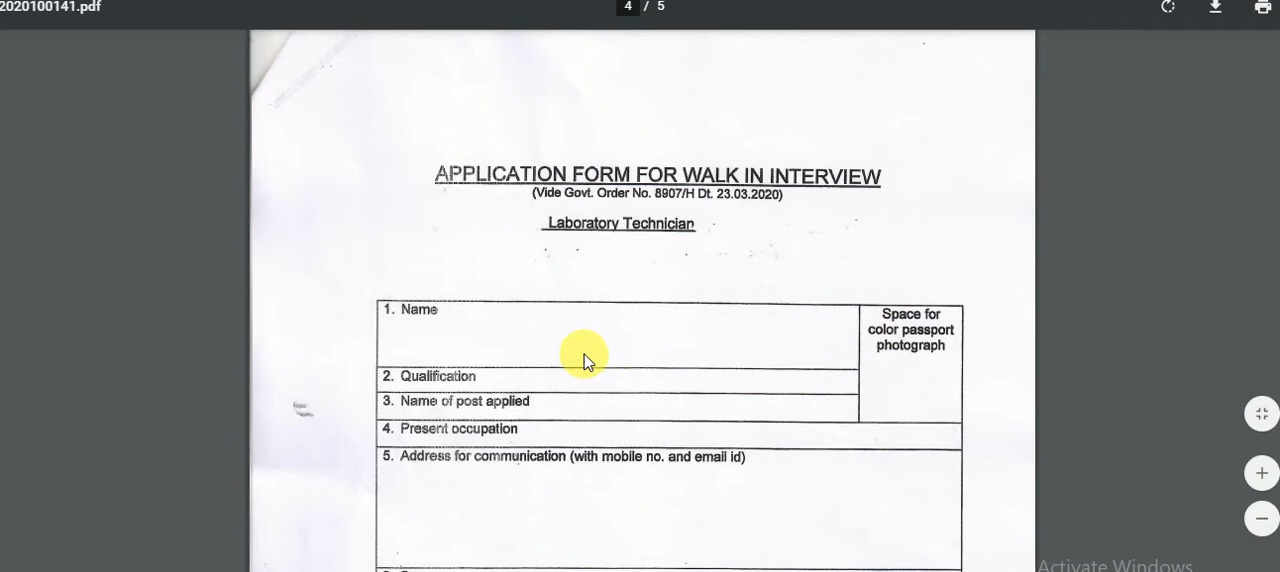 2020100141.pdf
4 / 5
APPLICATION FORM FOR WALK IN INTERVIEW
(Vide Govt. Order No. 8907/H Dt. 23.03.2020)
Laboratory Technician
1. Name
Space for
color passport
photograph
2. Qualification
3. Name of post applied
4. Present occupation
5. Address for communication (with mobile no. and email id)
Activate Windows